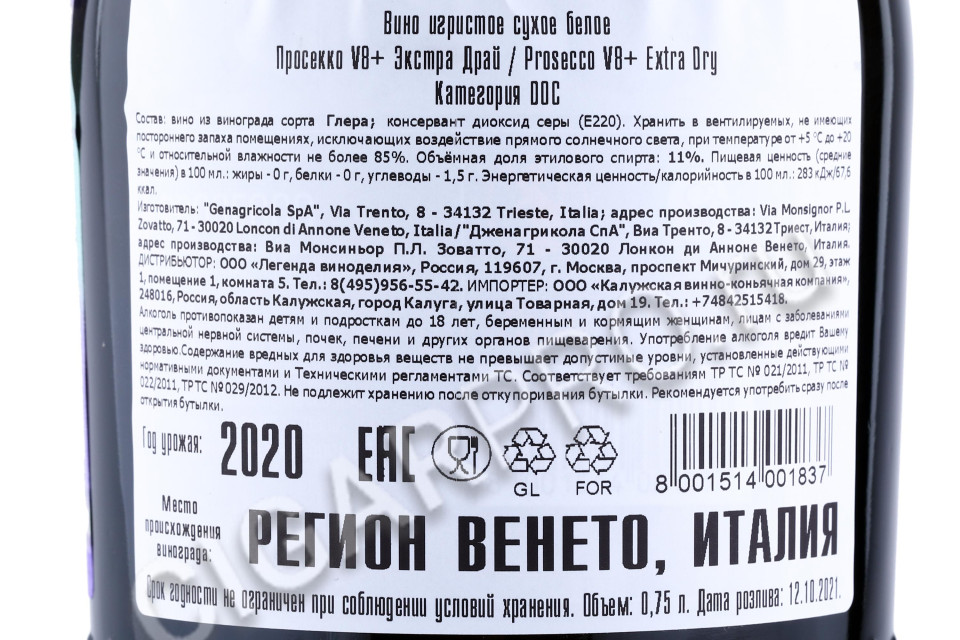 Вино игристое сухое белое
Просекко V8+ Экстра Драй / Prosecco V8+ Extra Dry
Категория DOC
Состав: вино из винограда сорта Глера; консервант диоксид серы (Е220). Хранить в вентилируемых, не имеющих
постороннего запаха помещениях, исключающих воздействие прямого солнечного света, при температуре от +5 °С до +20
°С и относительной влажности не более 85%. Объёмная доля этилового спирта: 11%. Пищевая ценность (средние
значения) в 100 мл.: жиры - 0 г, белки - 0 г, углеводы - 1,5 г. Энергетическая ценность/калорийность в 100 мл.: 283 кДж/67,6
ккал.
Изготовитель: "Genagricola SpA", Via Trento, 8 - 34132 Trieste, Italia; адрес производства: Via Monsignor P.L.
Zovatto, 71 - 30020 Loncon di Annone Veneto, Italia/"Дженагрикола СпА", Виа Тренто, 8 - 34132 Триест, Италия;
адрес производства: Виа Монсиньор П.Л. Зоватто, 71 - 30020 Лонкон ди Анноне Венето, Италия.
ДИСТРИБЬЮТОР: ООО «Легенда виноделия», Россия, 119607, г. Москва, проспект Мичуринский, дом 29, этаж
1, помещение 1, комната 5. Тел.: 8(495)956-55-42. ИМПОРТЕР: ООО «Калужская винно-коньячная компания»,
248016, Россия, область Калужская, город Калуга, улица Товарная, дом 19. Тел.: +74842515418.
Алкоголь противопоказан детям и подросткам до 18 лет, беременным и кормящим женщинам, лицам с заболеваниями
центральной нервной системы, почек, печени и других органов пищеварения. Употребление алкоголя вредит Вашему
здоровью.Содержание вредных для здоровья веществ не превышает допустимые уровни, установленные действующими
нормативными документами и Техническими регламентами ТС. Соответствует требованиям ТР ТС № 021/2011, ТР ТС №
022/2011, ТР ТС № 029/2012. Не подлежит хранению после откупоривания бутылки. Рекомендуется употребить сразу после
открытия бутылки.
Год урожая: 2020 EAC
GL FOR
8 001514 001837
Место
происхождения
винограда:
РЕГИОН ВЕНЕТО, ИТАЛИЯ
Срок годности не ограничен при соблюдении условий хранения. Объем: 0,75 л. Дата розлива: 12.10.2021.
CIGARPRO.RU